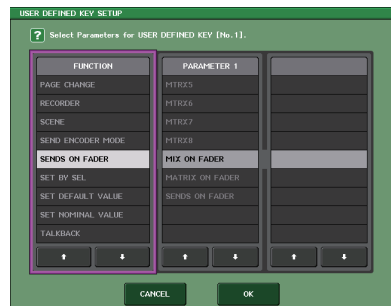 USER DEFINED KEY SETUP
? Select Parameters for USER DEFINED KEY [No.1].
FUNCTION
PAGE CHANGE
RECORDER
SCENE
SEND ENCODER MODE
SENDS ON FADER
SET BY SEL
SET DEFAULT VALUE
SET NOMINAL VALUE
TALKBACK
PARAMETER 1
MTRX5
MTRX6
MTRX7
MTRX8
MIX ON FADER
MATRIX ON FADER
SENDS ON FADER
CANCEL
OK